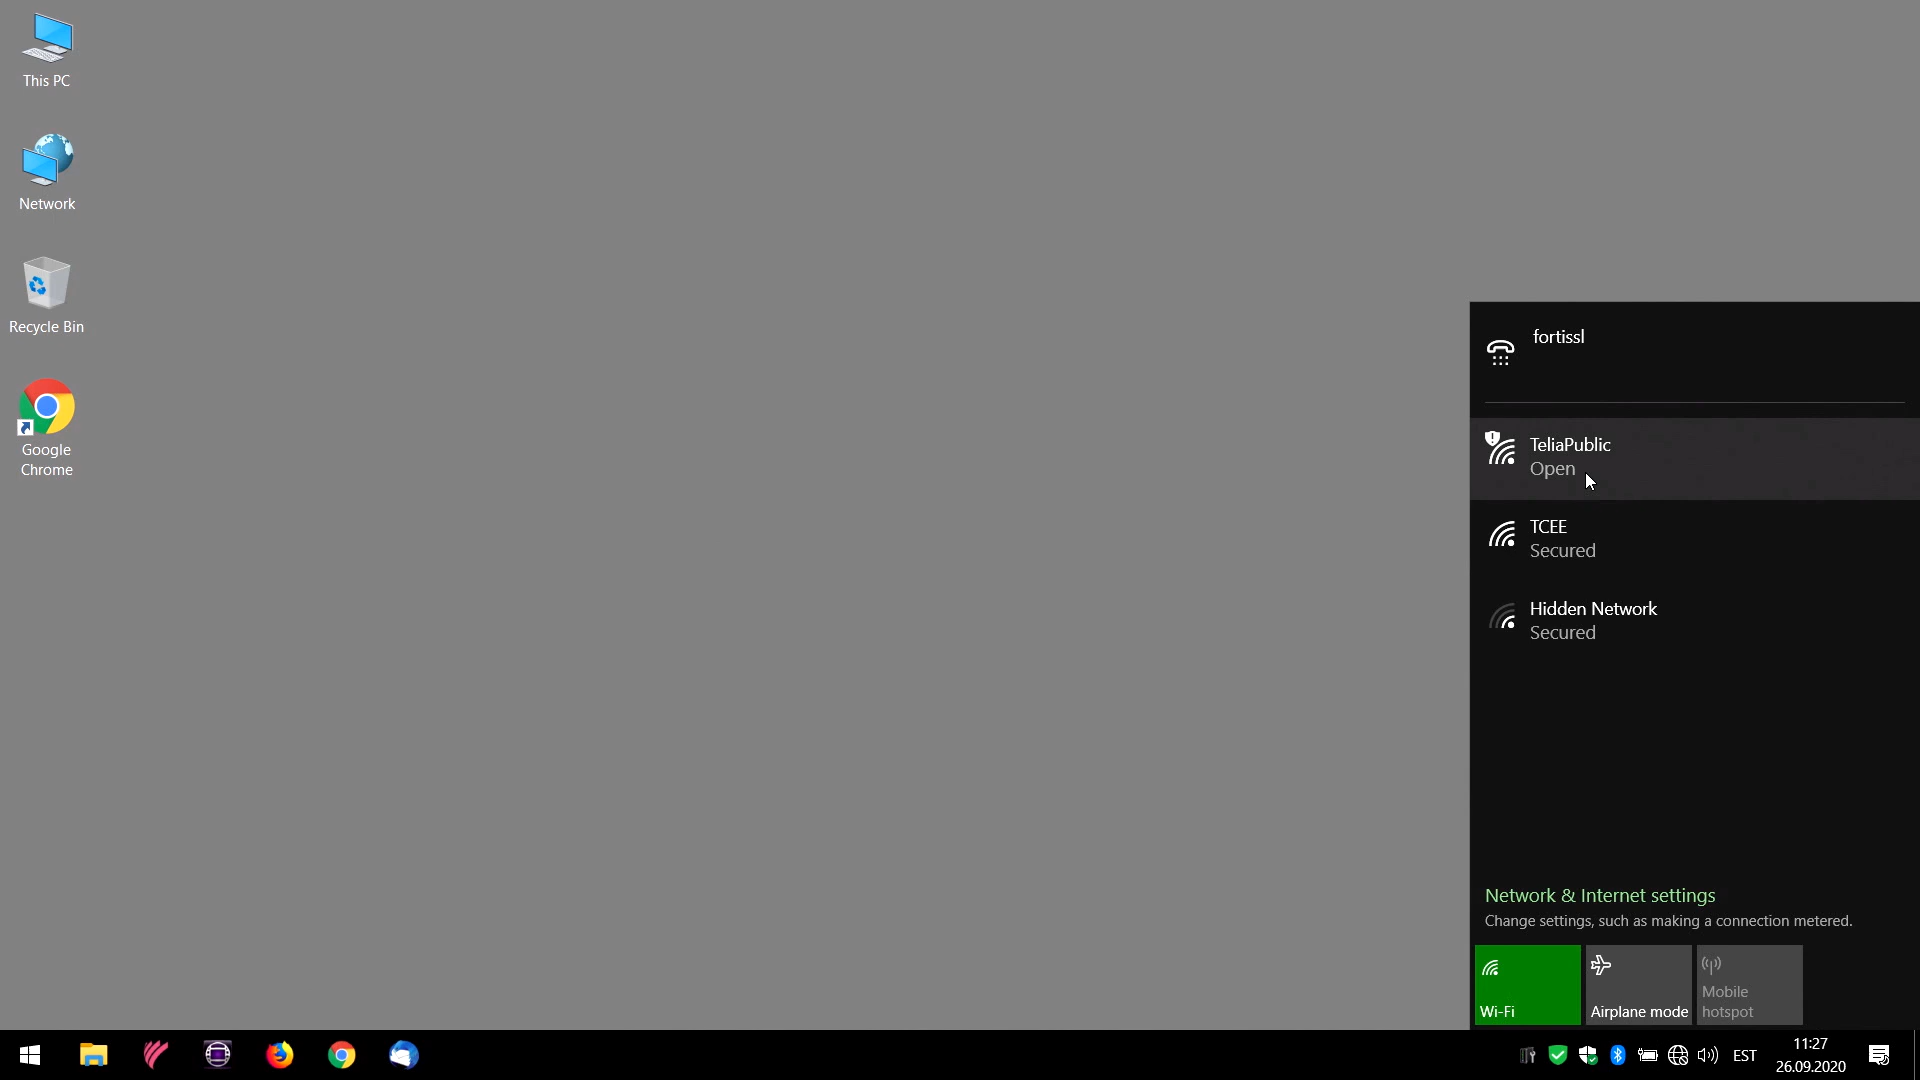 This PC
Network
Recycle Bin
Google
Chrome
fortissl
TeliaPublic
Open
TCEE
Secured
Hidden Network
Secured
Network & Internet settings
Change settings, such as making a connection metered.
Wi-Fi
Airplane mode
Mobile
hotspot
EST
11:27
26.09.2020